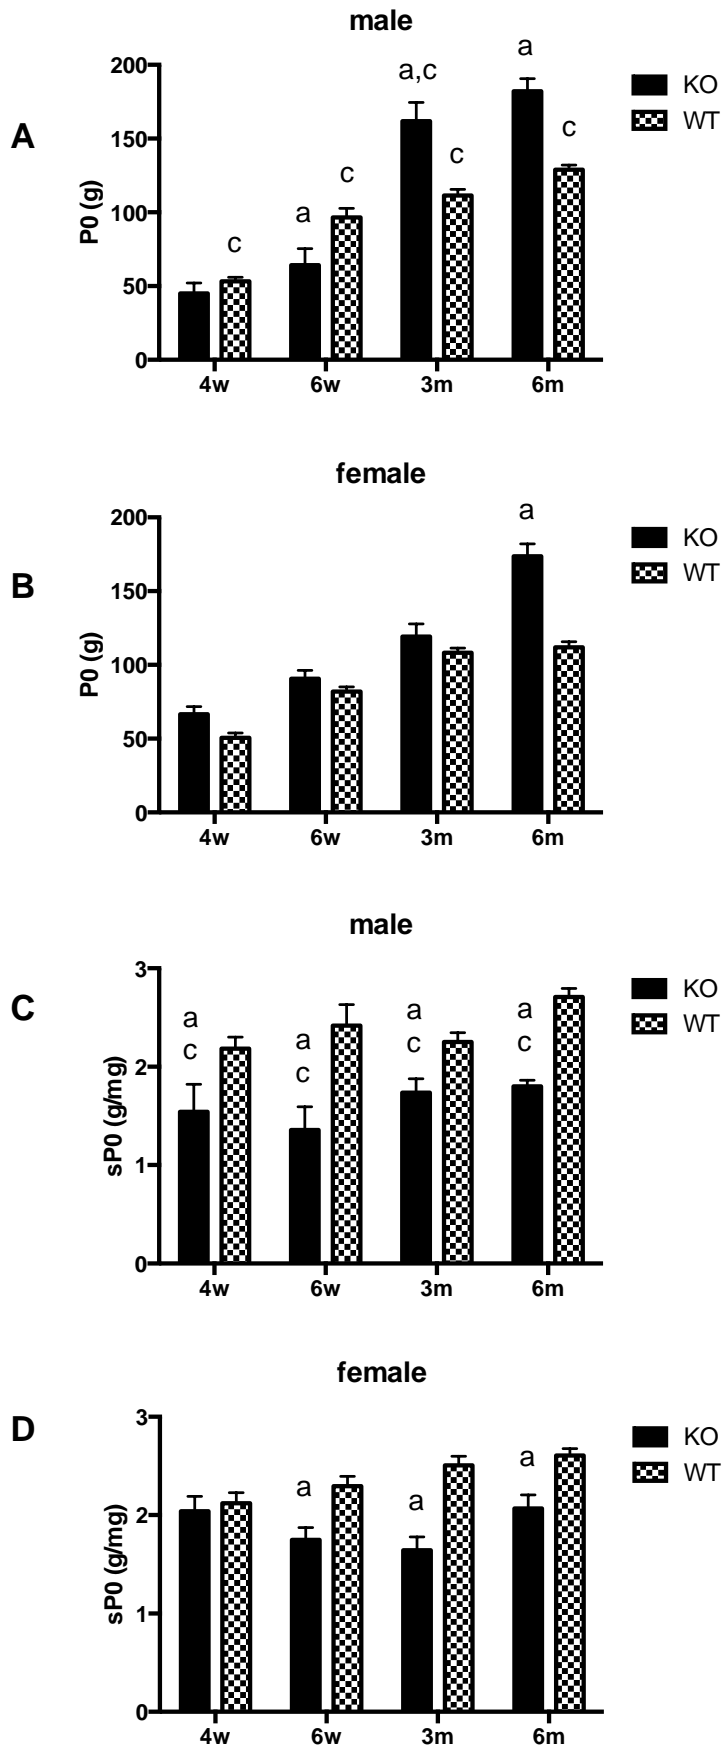 male
A
P0 (g)
200
150
100
50
0
c
a
c
a,c
c
a
c
4w 6w 3m 6m
KO
WT
female
B
P0 (g)
200
150
100
50
0
a
4w 6w 3m 6m
KO
WT
male
C
sP0 (g/mg)
3
2
1
0
a
c
a
c
a
c
a
c
4w 6w 3m 6m
KO
WT
female
D
sP0 (g/mg)
3
2
1
0
a
a
a
4w 6w 3m 6m
KO
WT